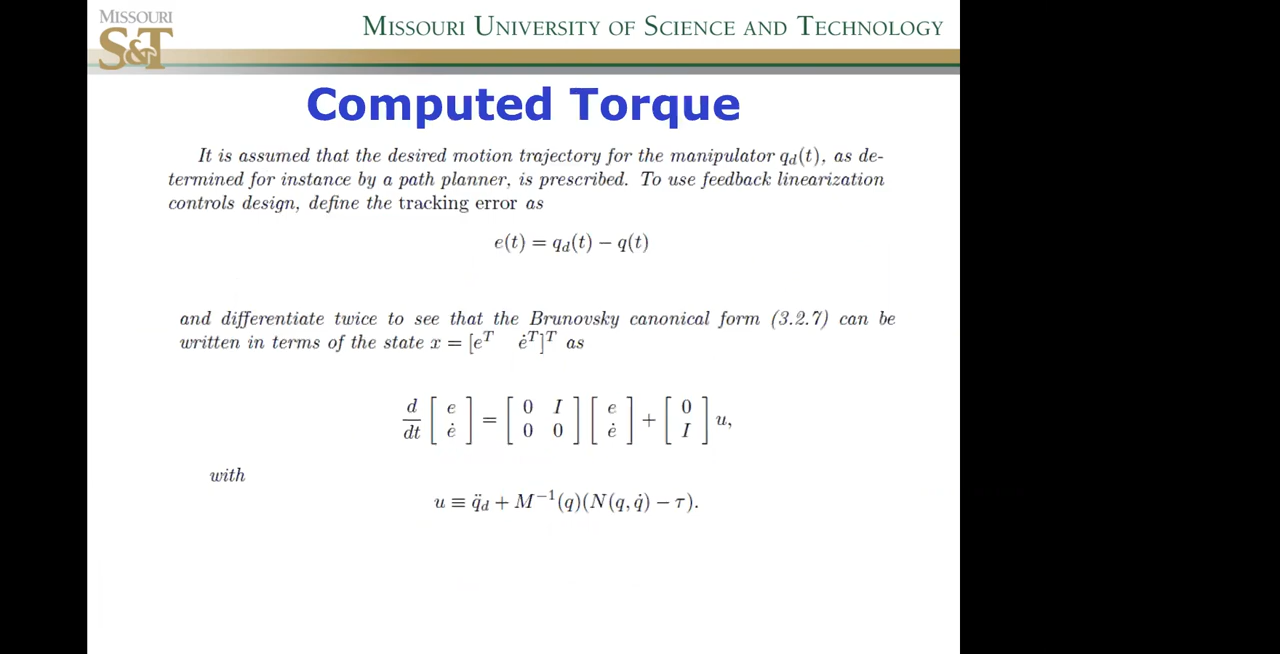 MISSOURI
S&T
MISSOURI UNIVERSITY OF SCIENCE AND TECHNOLOGY
Computed Torque
It is assumed that the desired motion trajectory for the manipulator q_d(t), as de-
termined for instance by a path planner, is prescribed. To use feedback linearization
controls design, define the tracking error as
e(t) = q_d(t) − q(t)
and differentiate twice to see that the Brunovsky canonical form (3.2.7) can be
written in terms of the state x = [e^T ė^T]^T as
d/dt [e; ė] = [0 I; 0 0] [e; ė] + [0; I] u,
with
u ≡ q̈_d + M^{−1}(q)(N(q, q̇) − τ).